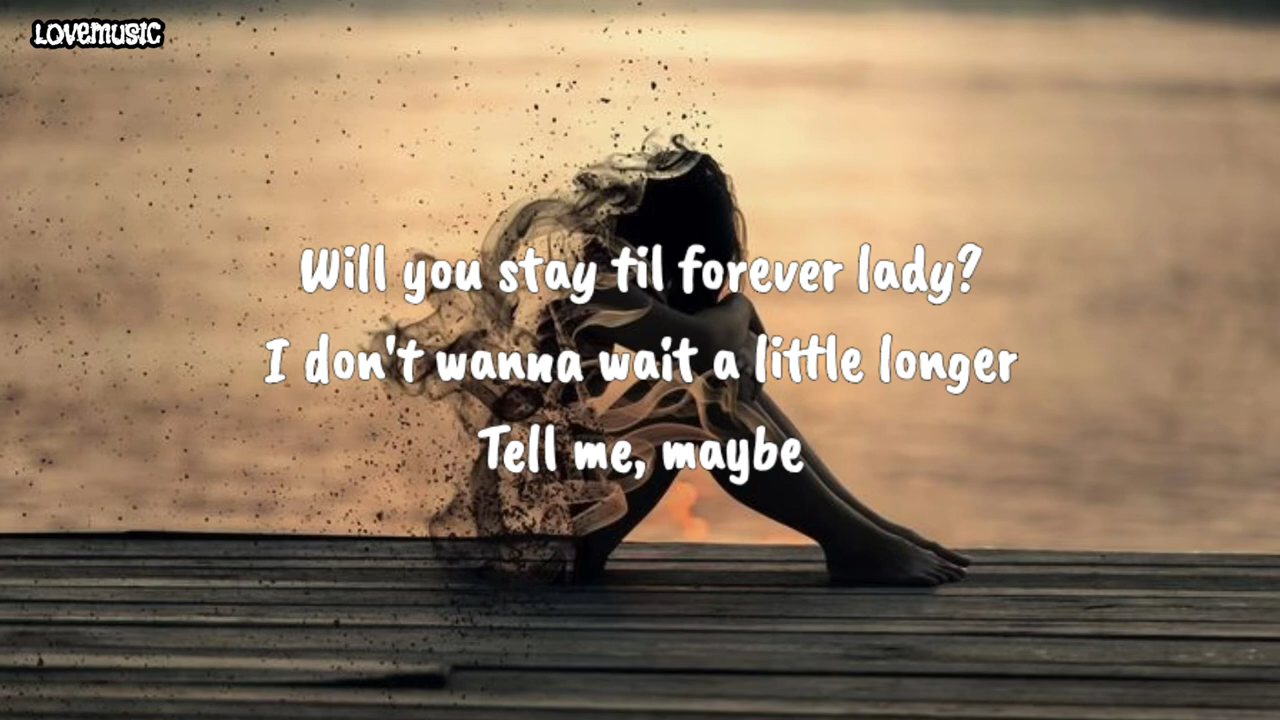 LOVEMUSIC
Will you stay til forever lady?
I don't wanna wait a little longer
Tell me, maybe